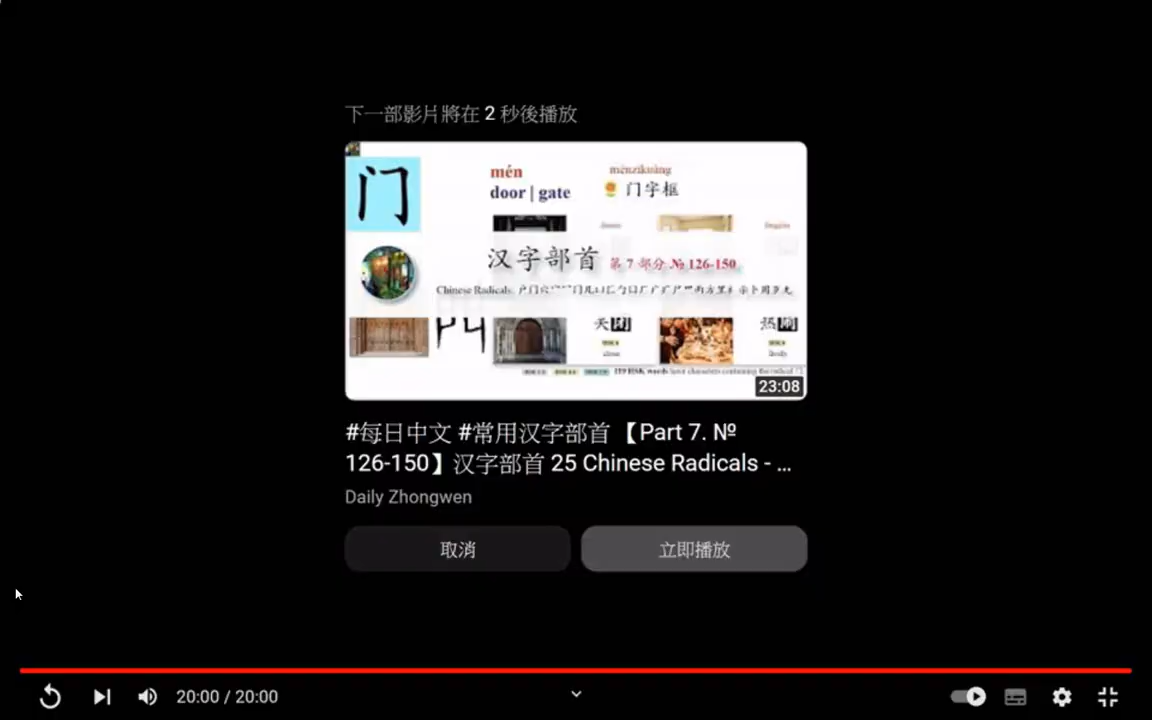 下一部影片將在 2 秒後播放
门
mén
door | gate
ménzìkuàng
门字框
汉字部首 第 7 部分 № 126-150
Chinese Radicals.
23:08
#每日中文 #常用汉字部首 【Part 7. №
126-150】汉字部首 25 Chinese Radicals - ...
Daily Zhongwen
取消
立即播放
20:00 / 20:00